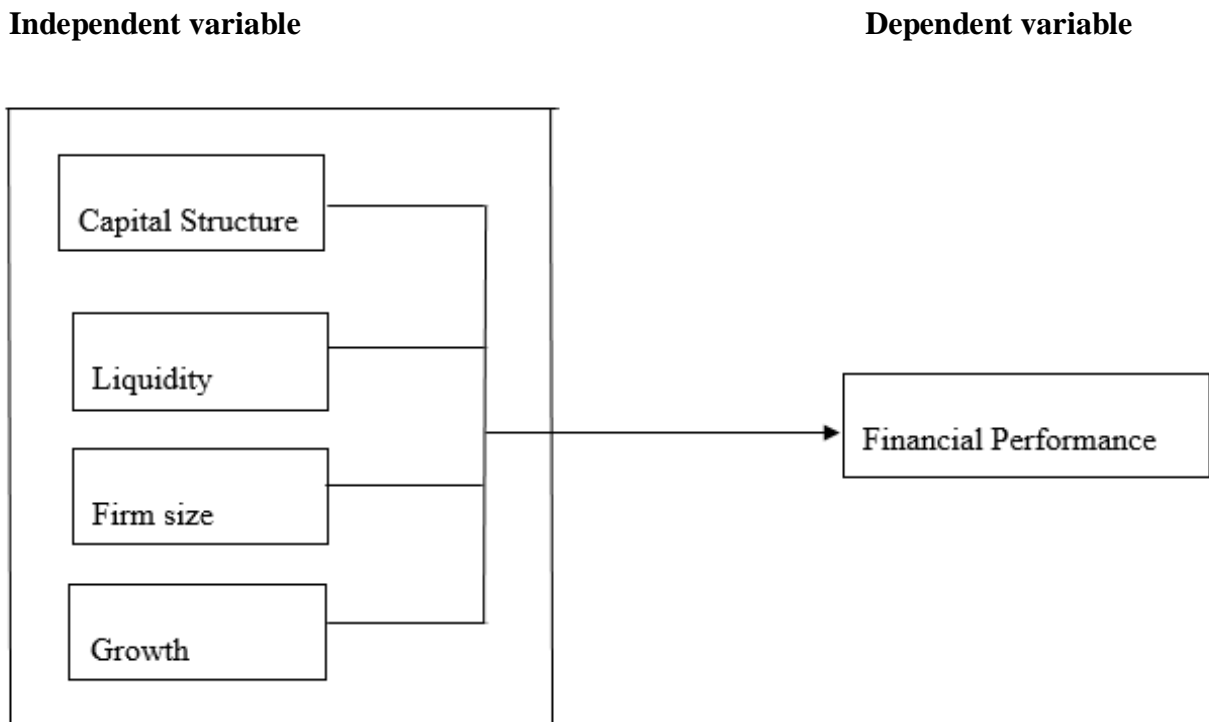 Independent variable
Dependent variable
Capital Structure
Liquidity
Financial Performance
Firm size
Growth